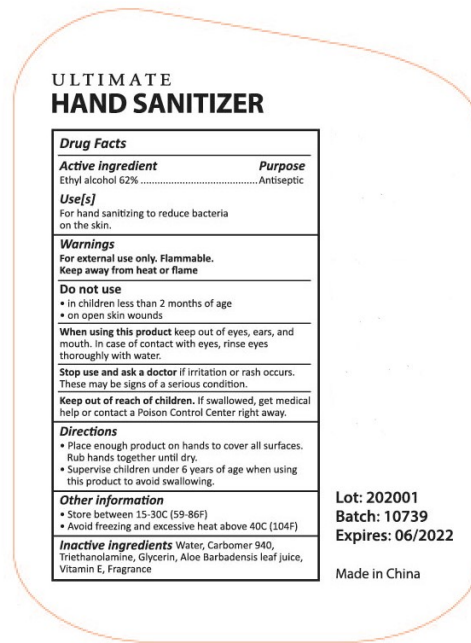 ULTIMATE
HAND SANITIZER
Drug Facts
Active ingredient Purpose
Ethyl alcohol 62% ............................................ Antiseptic
Use[s]
For hand sanitizing to reduce bacteria
on the skin.
Warnings
For external use only. Flammable.
Keep away from heat or flame
Do not use
• in children less than 2 months of age
• on open skin wounds
When using this product keep out of eyes, ears, and
mouth. In case of contact with eyes, rinse eyes
thoroughly with water.
Stop use and ask a doctor if irritation or rash occurs.
These may be signs of a serious condition.
Keep out of reach of children. If swallowed, get medical
help or contact a Poison Control Center right away.
Directions
• Place enough product on hands to cover all surfaces.
Rub hands together until dry.
• Supervise children under 6 years of age when using
this product to avoid swallowing.
Other information
• Store between 15-30C (59-86F)
• Avoid freezing and excessive heat above 40C (104F)
Inactive ingredients Water, Carbomer 940,
Triethanolamine, Glycerin, Aloe Barbadensis leaf juice,
Vitamin E, Fragrance
Lot: 202001
Batch: 10739
Expires: 06/2022
Made in China